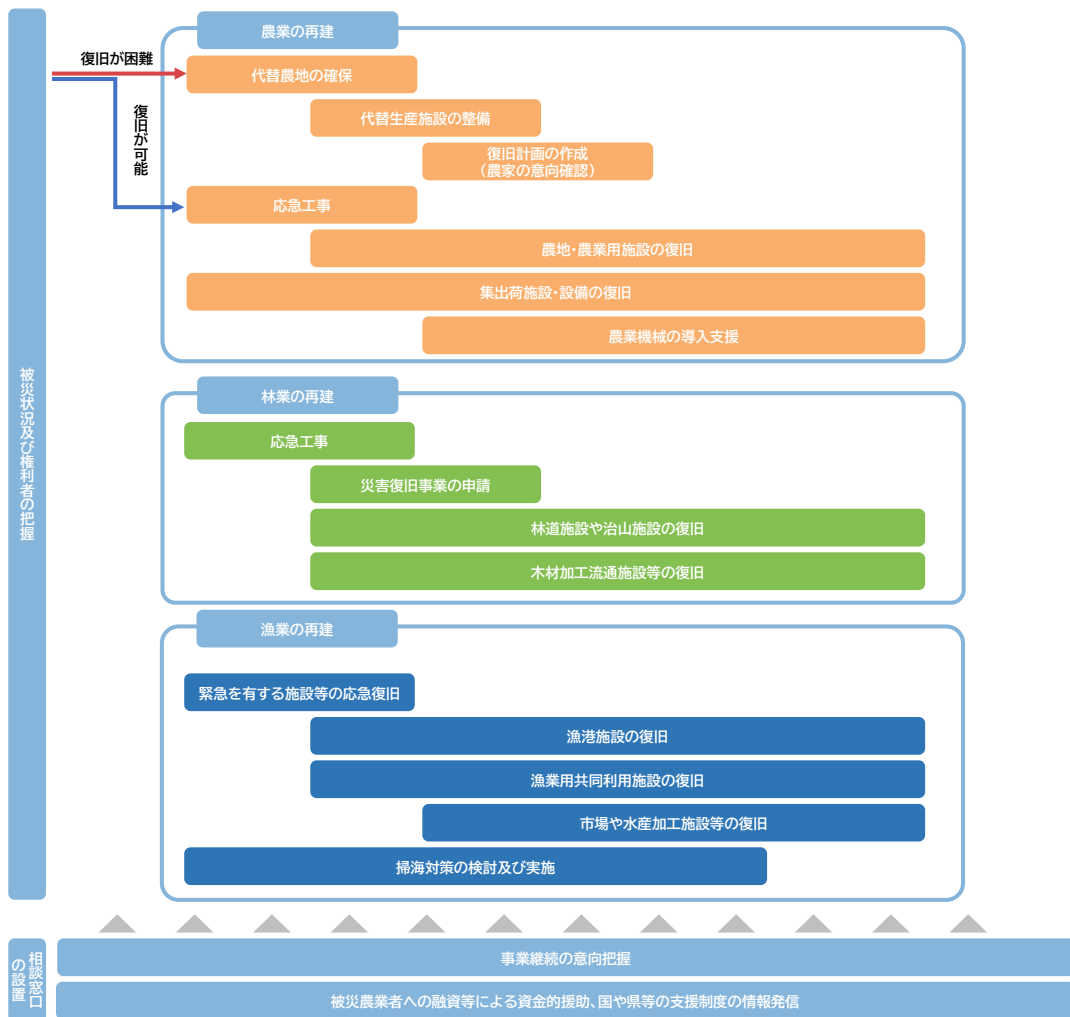 被災状況及び権利者の把握
復旧が困難
復旧が可能
農業の再建
代替農地の確保
代替生産施設の整備
復旧計画の作成
（農家の意向確認）
応急工事
農地・農業用施設の復旧
集出荷施設・設備の復旧
農業機械の導入支援
林業の再建
応急工事
災害復旧事業の申請
林道施設や治山施設の復旧
木材加工流通施設等の復旧
漁業の再建
緊急を有する施設等の応急復旧
漁港施設の復旧
漁業用共同利用施設の復旧
市場や水産加工施設等の復旧
掃海対策の検討及び実施
相談窓口
の設置
事業継続の意向把握
被災農業者への融資等による資金的援助、国や県等の支援制度の情報発信